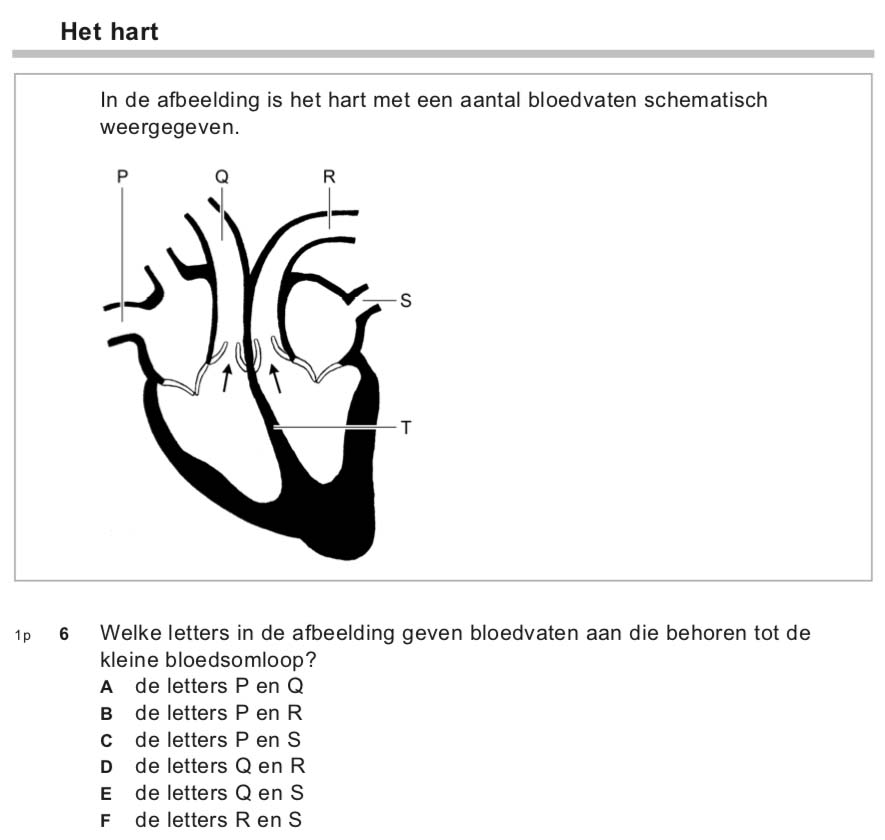 Het hart
In de afbeelding is het hart met een aantal bloedvaten schematisch
weergegeven.
P Q R
S
T
1p 6 Welke letters in de afbeelding geven bloedvaten aan die behoren tot de
kleine bloedsomloop?
A de letters P en Q
B de letters P en R
C de letters P en S
D de letters Q en R
E de letters Q en S
F de letters R en S